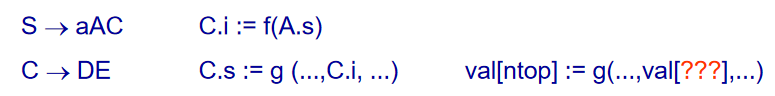 S → aAC C.i := f(A.s)
C → DE C.s := g (...,C.i, ...) val[ntop] := g(...,val[???],...)